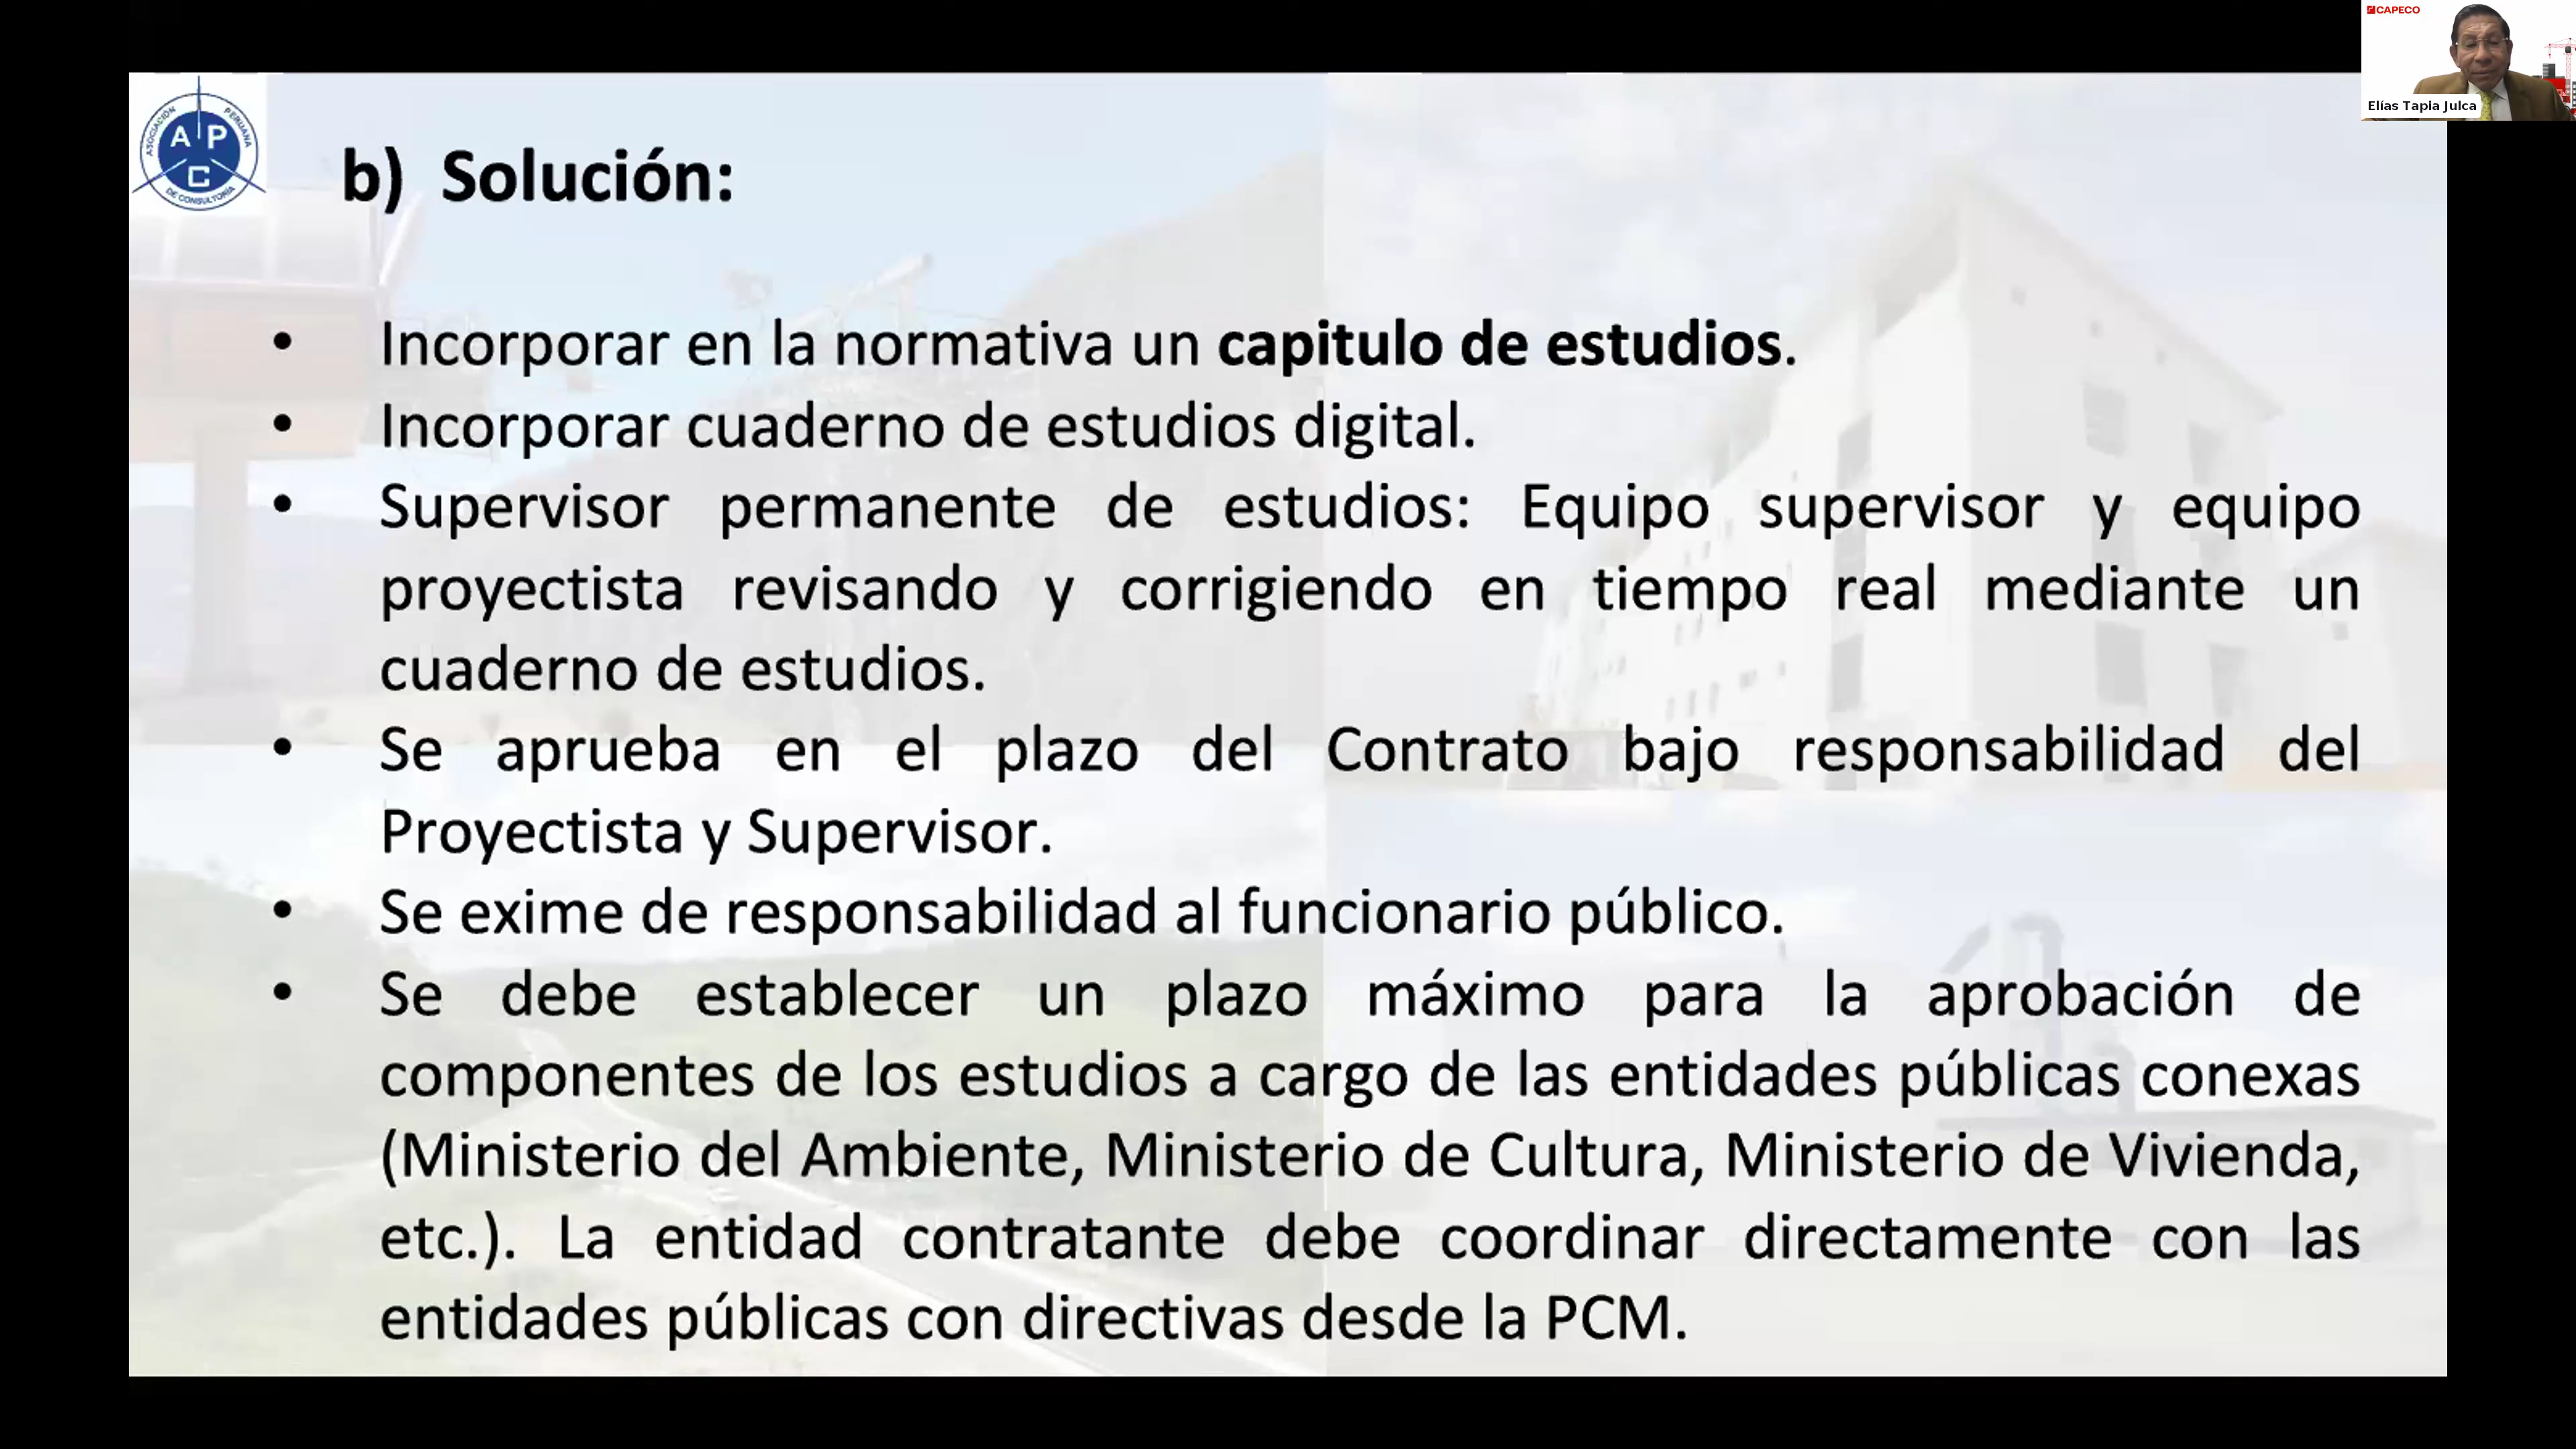 CAPECO
Elías Tapia Julca
ASOCIACIÓN PERUANA
A P
C
DE CONSULTORÍA
b) Solución:
• Incorporar en la normativa un capitulo de estudios.
• Incorporar cuaderno de estudios digital.
• Supervisor permanente de estudios: Equipo supervisor y equipo
proyectista revisando y corrigiendo en tiempo real mediante un
cuaderno de estudios.
• Se aprueba en el plazo del Contrato bajo responsabilidad del
Proyectista y Supervisor.
• Se exime de responsabilidad al funcionario público.
• Se debe establecer un plazo máximo para la aprobación de
componentes de los estudios a cargo de las entidades públicas conexas
(Ministerio del Ambiente, Ministerio de Cultura, Ministerio de Vivienda,
etc.). La entidad contratante debe coordinar directamente con las
entidades públicas con directivas desde la PCM.